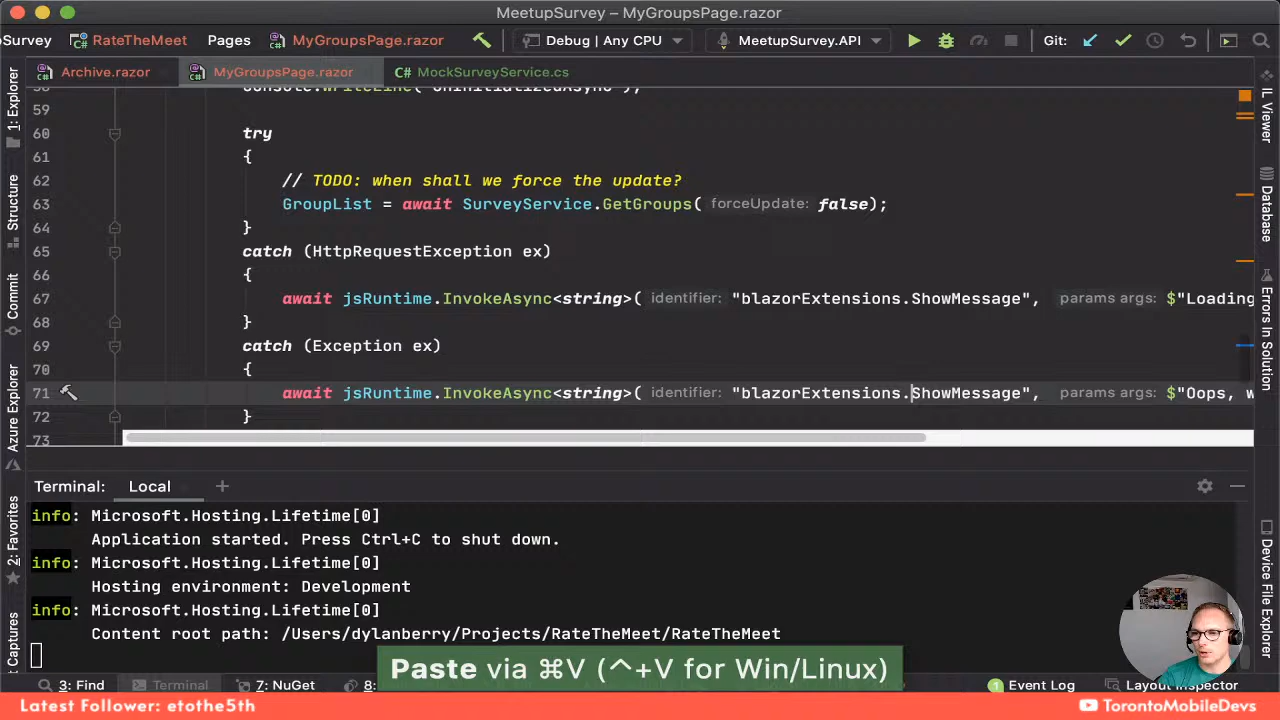 MeetupSurvey – MyGroupsPage.razor
Survey RateTheMeet Pages MyGroupsPage.razor Debug | Any CPU MeetupSurvey.API Git:
Archive.razor MyGroupsPage.razor C# MockSurveyService.cs
59
60 try
61 {
62 // TODO: when shall we force the update?
63 GroupList = await SurveyService.GetGroups( forceUpdate: false);
64 }
65 catch (HttpRequestException ex)
66 {
67 await jsRuntime.InvokeAsync<string>( identifier: "blazorExtensions.ShowMessage", params args: $"Loading
68 }
69 catch (Exception ex)
70 {
71 await jsRuntime.InvokeAsync<string>( identifier: "blazorExtensions.ShowMessage", params args: $"Oops, w
72 }
73
1: Explorer
Structure
Commit
Azure Explorer
2: Favorites
Captures
IL Viewer
Database
Errors In Solution
Device File Explorer
Terminal: Local +
info: Microsoft.Hosting.Lifetime[0]
Application started. Press Ctrl+C to shut down.
info: Microsoft.Hosting.Lifetime[0]
Hosting environment: Development
info: Microsoft.Hosting.Lifetime[0]
Content root path: /Users/dylanberry/Projects/RateTheMeet/RateTheMeet
Paste via ⌘V (^+V for Win/Linux)
3: Find Terminal 7: NuGet 8: 1 Event Log Layout Inspector
Latest Follower: etothe5th TorontoMobileDevs